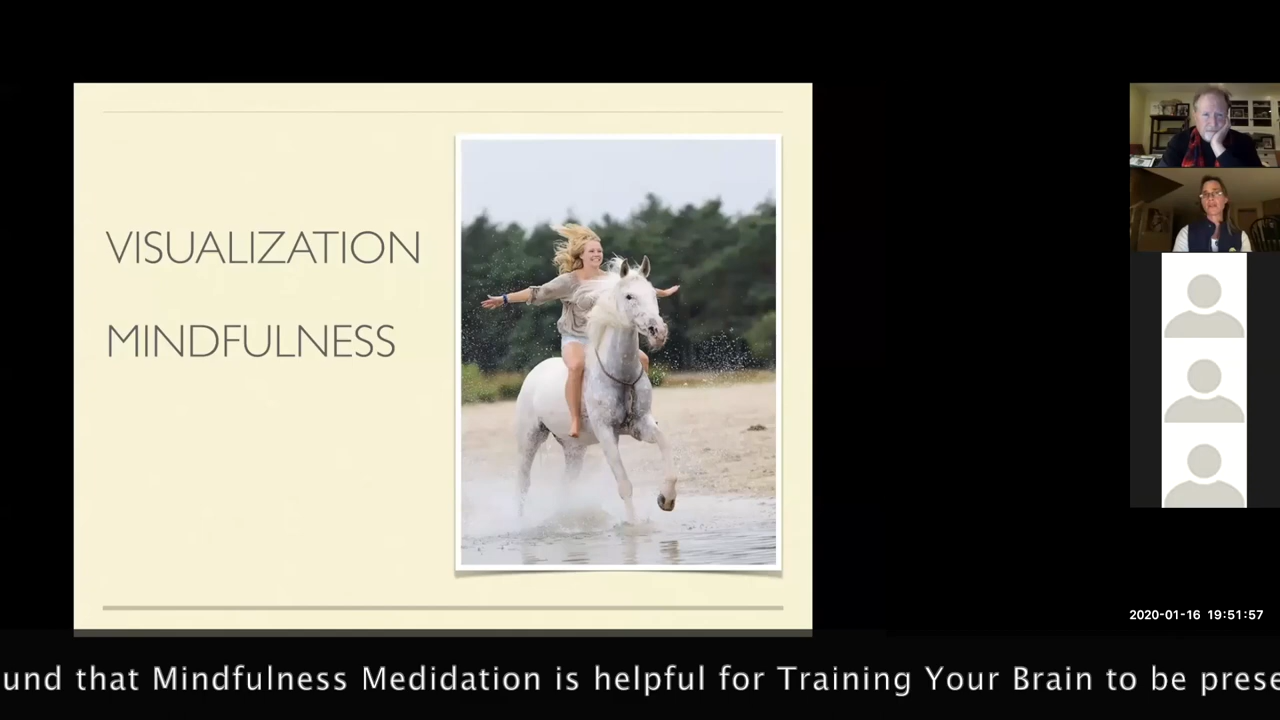 VISUALIZATION
MINDFULNESS
2020-01-16 19:51:57
und that Mindfulness Medidation is helpful for Training Your Brain to be prese